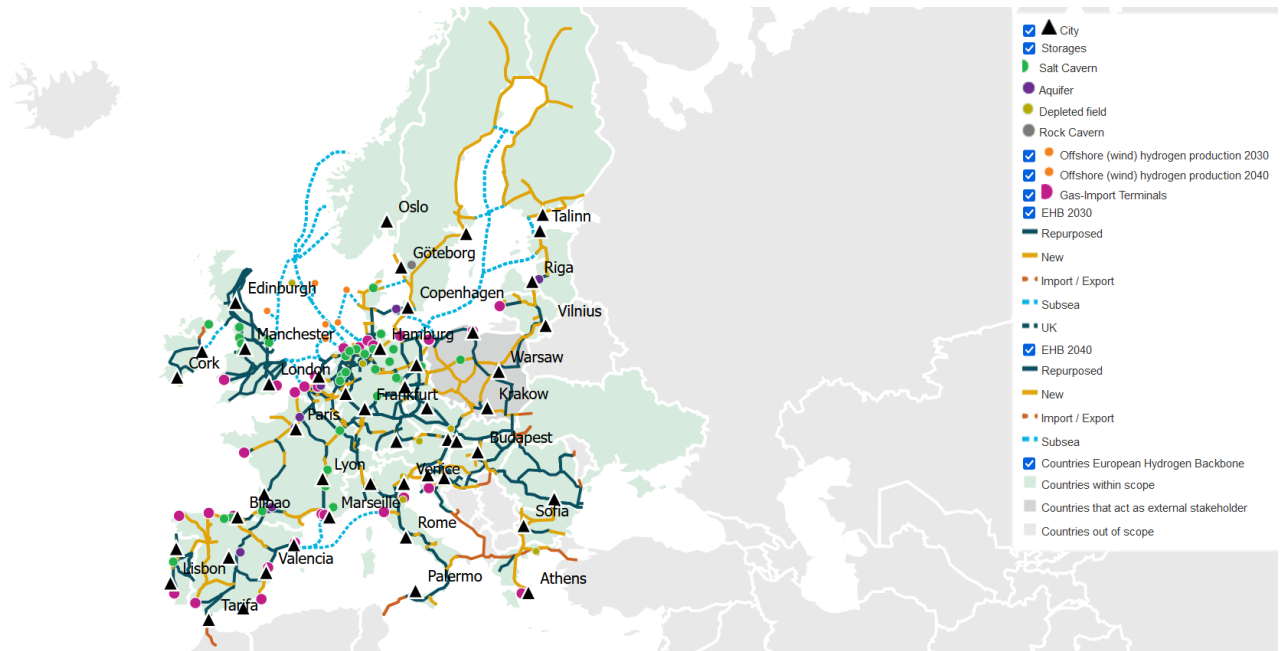 Oslo
Talinn
Göteborg
Riga
Edinburgh
Copenhagen
Vilnius
Manchester
Hamburg
Cork
London
Warsaw
Frankfurt
Krakow
Paris
Budapest
Lyon
Venice
Bilbao
Marseille
Rome
Sofia
Valencia
Lisbon
Palermo
Athens
Tarifa
City
Storages
Salt Cavern
Aquifer
Depleted field
Rock Cavern
Offshore (wind) hydrogen production 2030
Offshore (wind) hydrogen production 2040
Gas-Import Terminals
EHB 2030
Repurposed
New
Import / Export
Subsea
UK
EHB 2040
Repurposed
New
Import / Export
Subsea
Countries European Hydrogen Backbone
Countries within scope
Countries that act as external stakeholder
Countries out of scope